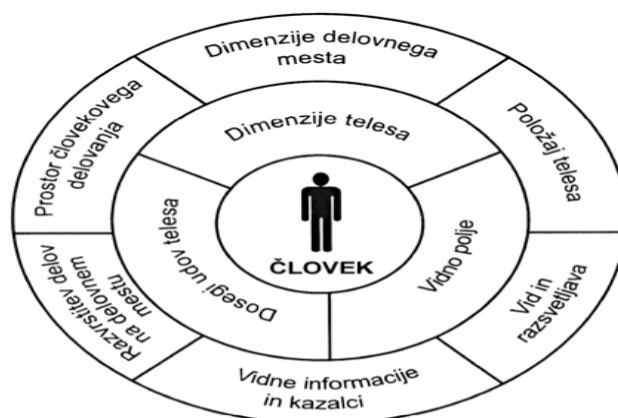 Dimenzije delovnega
mesta
Prostor človekovega
delovanja
Dimenzije telesa
Položaj telesa
Dosegi udov telesa
ČLOVEK
Vidno polje
Razvrstitev delov
na delovnem
mestu
Vid in
razsvetljava
Vidne informacije
in kazalci